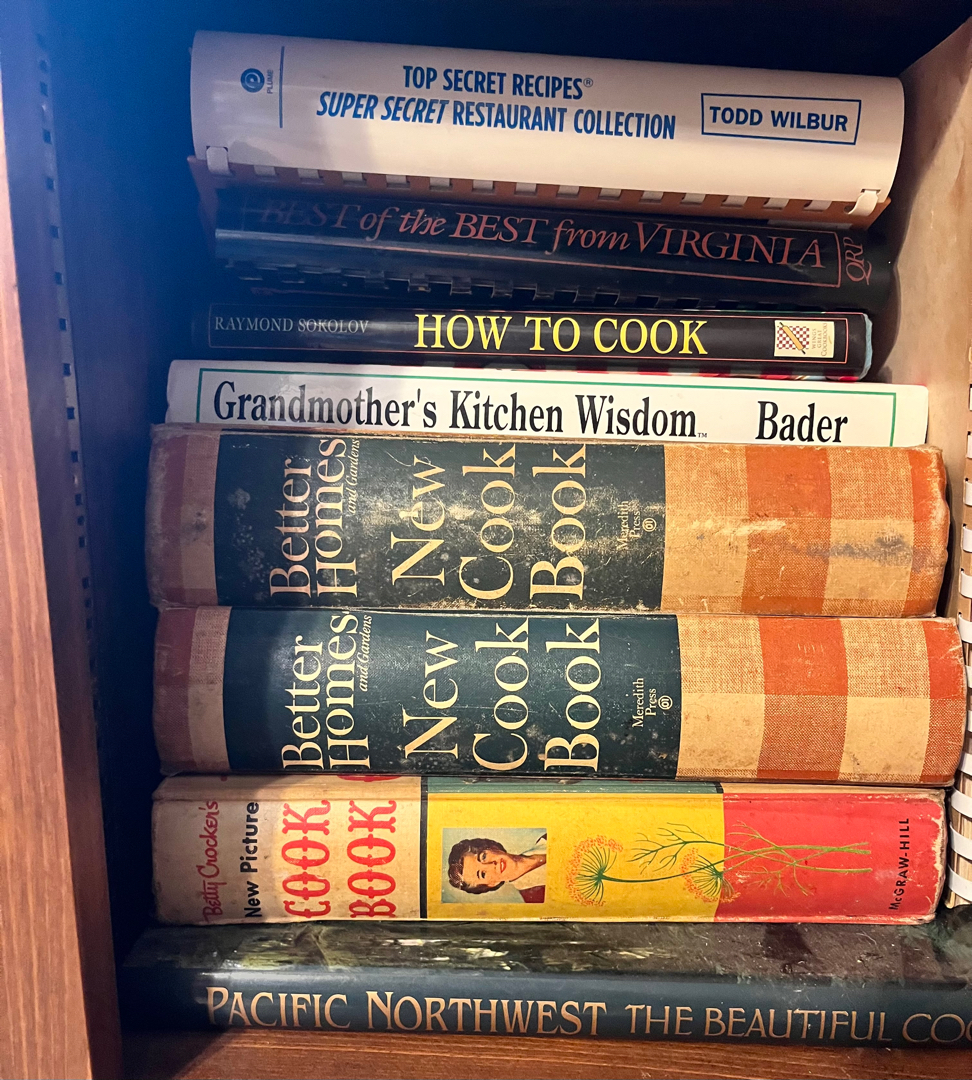 PLUME
TOP SECRET RECIPES®
SUPER SECRET RESTAURANT COLLECTION
TODD WILBUR
BEST of the BEST from VIRGINIA
QRP
RAYMOND SOKOLOV
HOW TO COOK
Grandmother's Kitchen Wisdom™
Bader
Better
Homes
and Gardens
New
Cook
Book
Meredith
Press
Better
Homes
and Gardens
New
Cook
Book
Meredith
Press
Betty Crocker's
New Picture
COOK
BOOK
McGRAW-HILL
PACIFIC NORTHWEST THE BEAUTIFUL COO